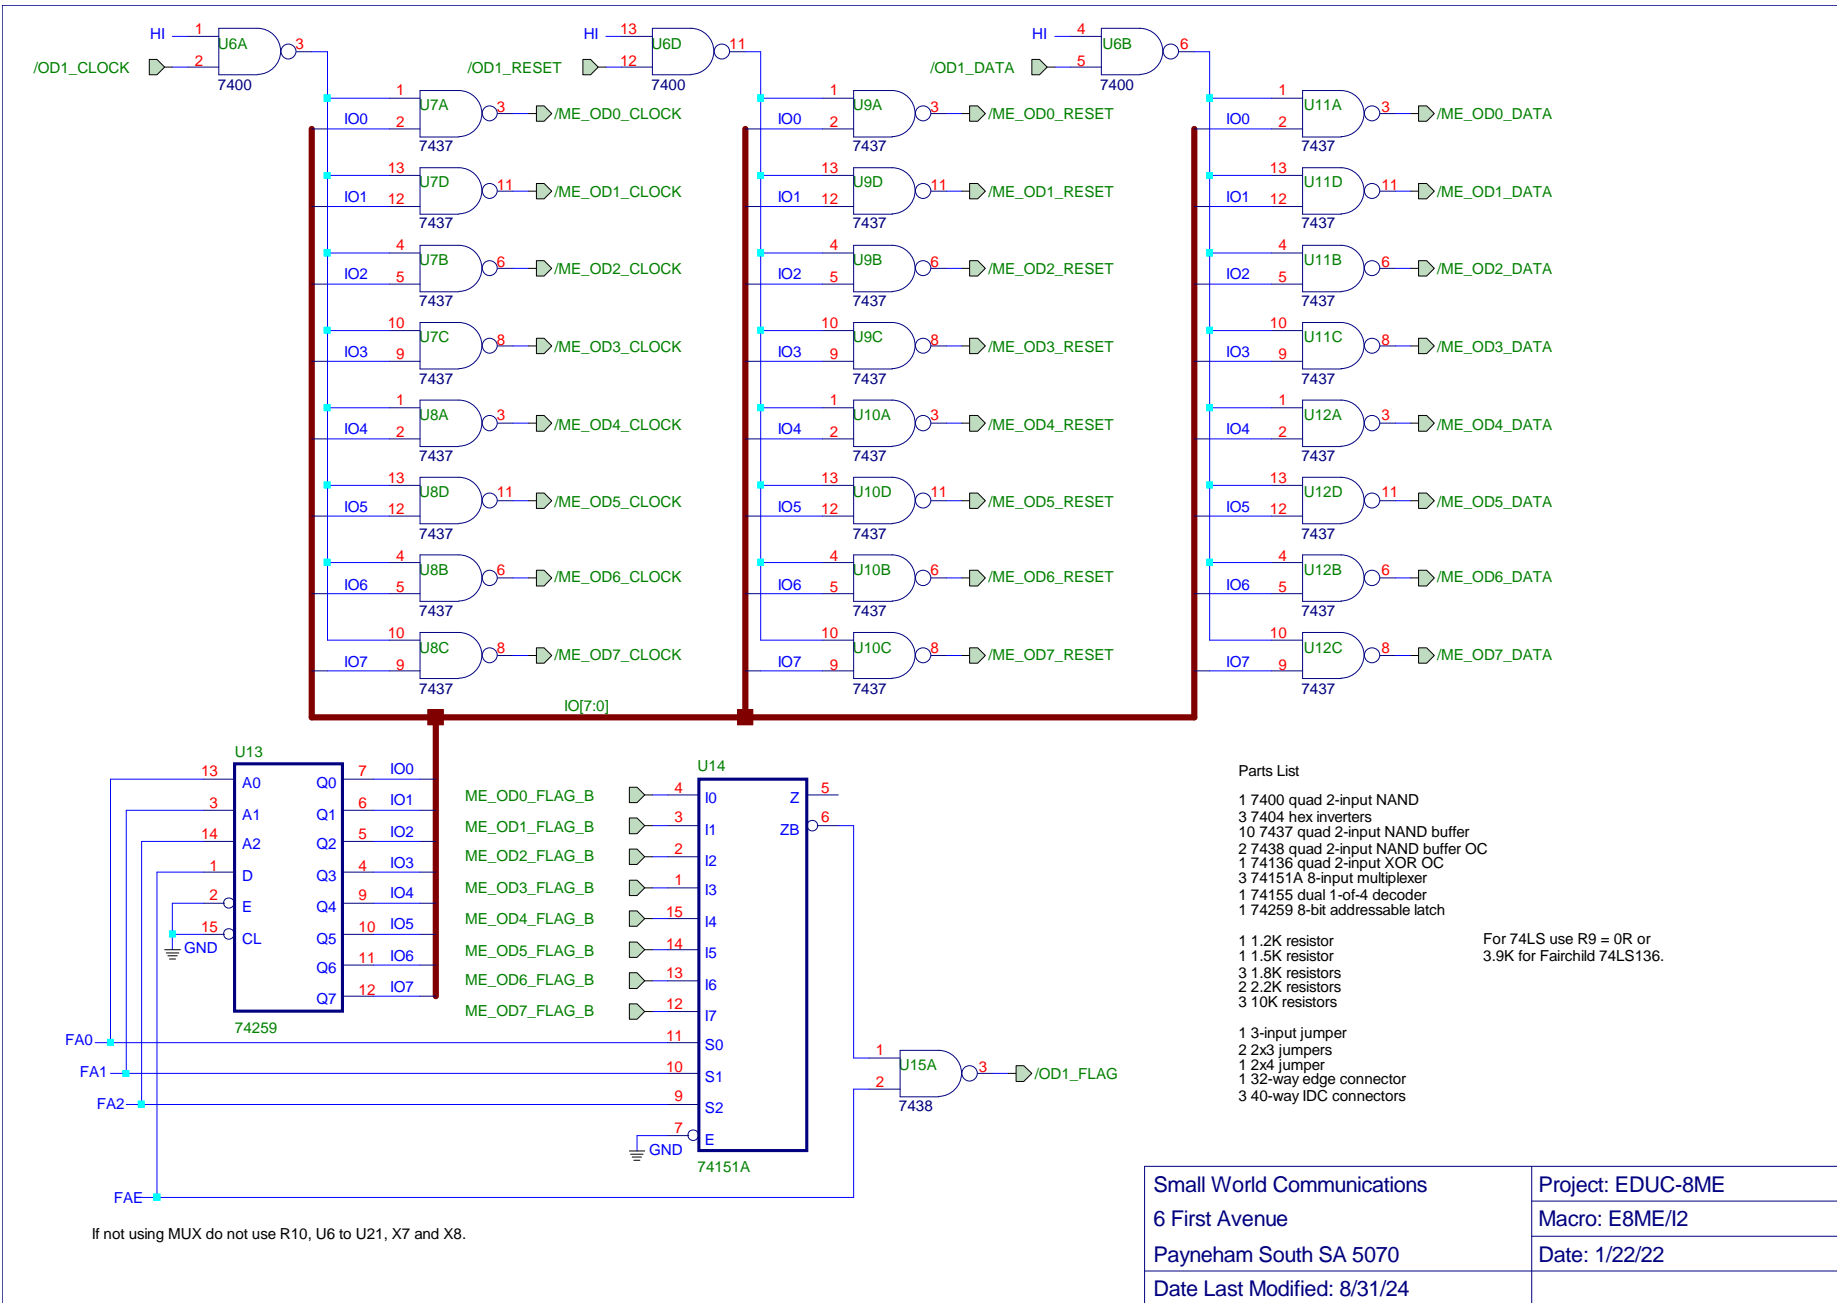 HI 1 U6A 3 HI 13 U6D 11 HI 4 U6B 6
/OD1_CLOCK 2 7400 /OD1_RESET 12 7400 /OD1_DATA 5 7400
1 U7A 3 /ME_OD0_CLOCK 1 U9A 3 /ME_OD0_RESET 1 U11A 3 /ME_OD0_DATA
IO0 2 7437 IO0 2 7437 IO0 2 7437
13 U7D 11 /ME_OD1_CLOCK 13 U9D 11 /ME_OD1_RESET 13 U11D 11 /ME_OD1_DATA
IO1 12 7437 IO1 12 7437 IO1 12 7437
4 U7B 6 /ME_OD2_CLOCK 4 U9B 6 /ME_OD2_RESET 4 U11B 6 /ME_OD2_DATA
IO2 5 7437 IO2 5 7437 IO2 5 7437
10 U7C 8 /ME_OD3_CLOCK 10 U9C 8 /ME_OD3_RESET 10 U11C 8 /ME_OD3_DATA
IO3 9 7437 IO3 9 7437 IO3 9 7437
1 U8A 3 /ME_OD4_CLOCK 1 U10A 3 /ME_OD4_RESET 1 U12A 3 /ME_OD4_DATA
IO4 2 7437 IO4 2 7437 IO4 2 7437
13 U8D 11 /ME_OD5_CLOCK 13 U10D 11 /ME_OD5_RESET 13 U12D 11 /ME_OD5_DATA
IO5 12 7437 IO5 12 7437 IO5 12 7437
4 U8B 6 /ME_OD6_CLOCK 4 U10B 6 /ME_OD6_RESET 4 U12B 6 /ME_OD6_DATA
IO6 5 7437 IO6 5 7437 IO6 5 7437
10 U8C 8 /ME_OD7_CLOCK 10 U10C 8 /ME_OD7_RESET 10 U12C 8 /ME_OD7_DATA
IO7 9 7437 IO7 9 7437 IO7 9 7437
IO[7:0]
U13
13 A0 Q0 7 IO0
3 A1 Q1 6 IO1
14 A2 Q2 5 IO2
1 D Q3 4 IO3
2 E Q4 9 IO4
15 CL Q5 10 IO5
GND
Q6 11 IO6
Q7 12 IO7
74259
U14
ME_OD0_FLAG_B 4 I0 Z 5
ME_OD1_FLAG_B 3 I1 ZB 6
ME_OD2_FLAG_B 2 I2
ME_OD3_FLAG_B 1 I3
ME_OD4_FLAG_B 15 I4
ME_OD5_FLAG_B 14 I5
ME_OD6_FLAG_B 13 I6
ME_OD7_FLAG_B 12 I7
FA0 11 S0
FA1 10 S1
FA2 9 S2
GND 7 E
74151A
FAE
1 U15A 3 /OD1_FLAG
2 7438
If not using MUX do not use R10, U6 to U21, X7 and X8.
Parts List
1 7400 quad 2-input NAND
3 7404 hex inverters
10 7437 quad 2-input NAND buffer
2 7438 quad 2-input NAND buffer OC
1 74136 quad 2-input XOR OC
3 74151A 8-input multiplexer
1 74155 dual 1-of-4 decoder
1 74259 8-bit addressable latch
1 1.2K resistor
1 1.5K resistor
3 1.8K resistors
2 2.2K resistors
3 10K resistors
For 74LS use R9 = 0R or
3.9K for Fairchild 74LS136.
1 3-input jumper
2 2x3 jumpers
1 2x4 jumper
1 32-way edge connector
3 40-way IDC connectors
Small World Communications
Project: EDUC-8ME
6 First Avenue
Macro: E8ME/I2
Payneham South SA 5070
Date: 1/22/22
Date Last Modified: 8/31/24